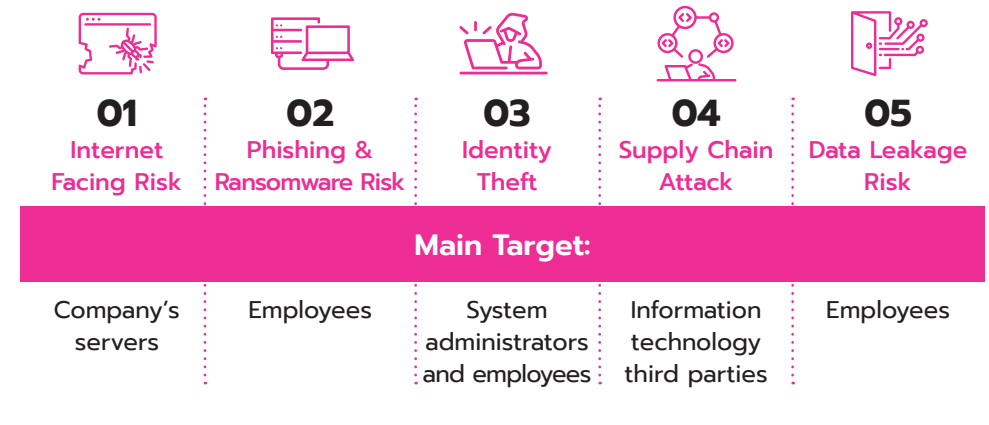 01
Internet
Facing Risk
02
Phishing &
Ransomware Risk
03
Identity
Theft
04
Supply Chain
Attack
05
Data Leakage
Risk
Main Target:
Company’s
servers
Employees
System
administrators
and employees
Information
technology
third parties
Employees